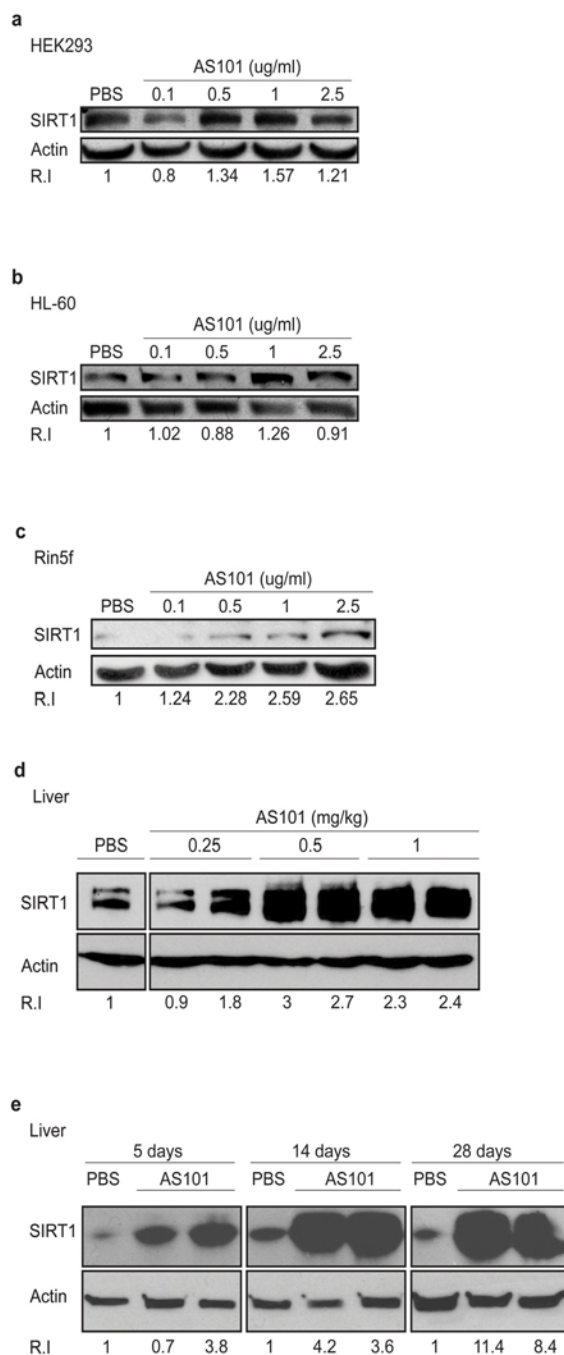 a
HEK293
AS101 (ug/ml)
PBS 0.1 0.5 1 2.5
SIRT1
Actin
R.I 1 0.8 1.34 1.57 1.21
b
HL-60
AS101 (ug/ml)
PBS 0.1 0.5 1 2.5
SIRT1
Actin
R.I 1 1.02 0.88 1.26 0.91
c
Rin5f
AS101 (ug/ml)
PBS 0.1 0.5 1 2.5
SIRT1
Actin
R.I 1 1.24 2.28 2.59 2.65
d
Liver
AS101 (mg/kg)
PBS 0.25 0.5 1
SIRT1
Actin
R.I 1 0.9 1.8 3 2.7 2.3 2.4
e
Liver
5 days 14 days 28 days
PBS AS101 PBS AS101 PBS AS101
SIRT1
Actin
R.I 1 0.7 3.8 1 4.2 3.6 1 11.4 8.4